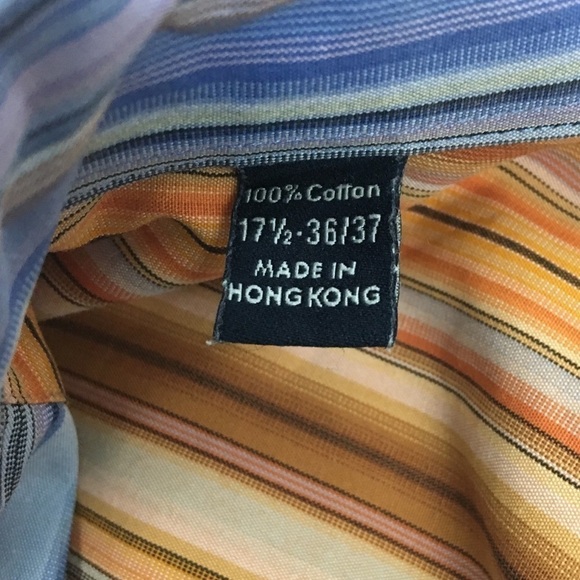 100% Cotton
17½-36/37
MADE IN
HONG KONG